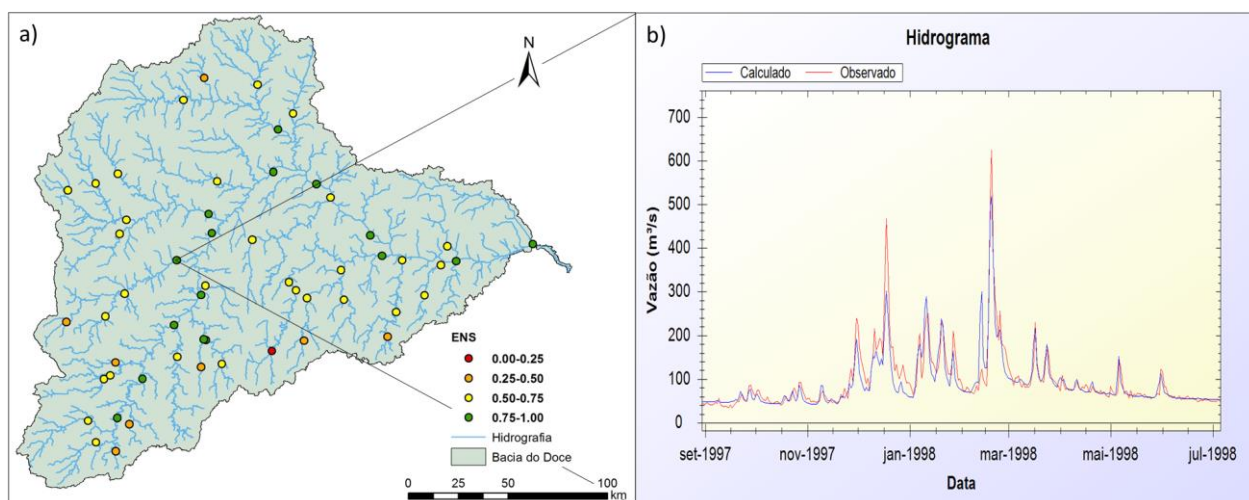 a)
N
ENS
0.00-0.25
0.25-0.50
0.50-0.75
0.75-1.00
Hidrografia
Bacia do Doce
0 25 50 100
km
b)
Hidrograma
Calculado Observado
Vazão (m³/s)
700
600
500
400
300
200
100
0
set-1997 nov-1997 jan-1998 mar-1998 mai-1998 jul-1998
Data